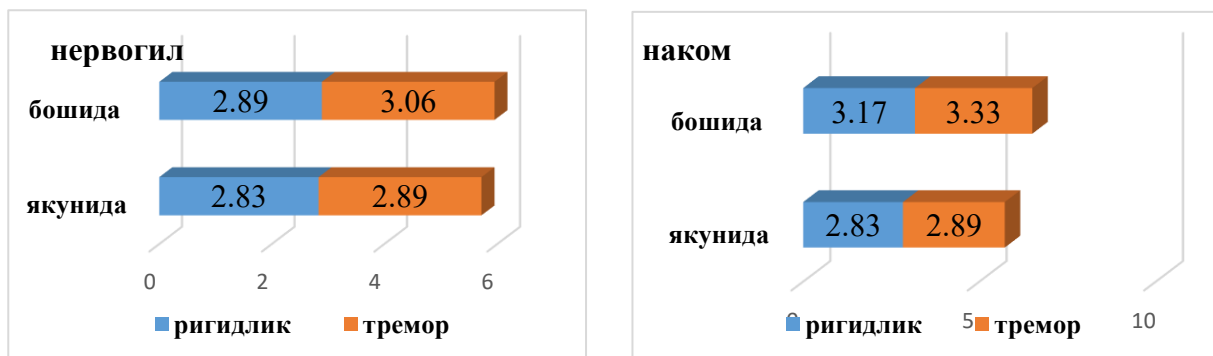 нервогил
бошида
2.89 3.06
якунида
2.83 2.89
0 2 4 6
ригидлик тремор
наком
бошида
3.17 3.33
якунида
2.83 2.89
0 5 10
ригидлик тремор